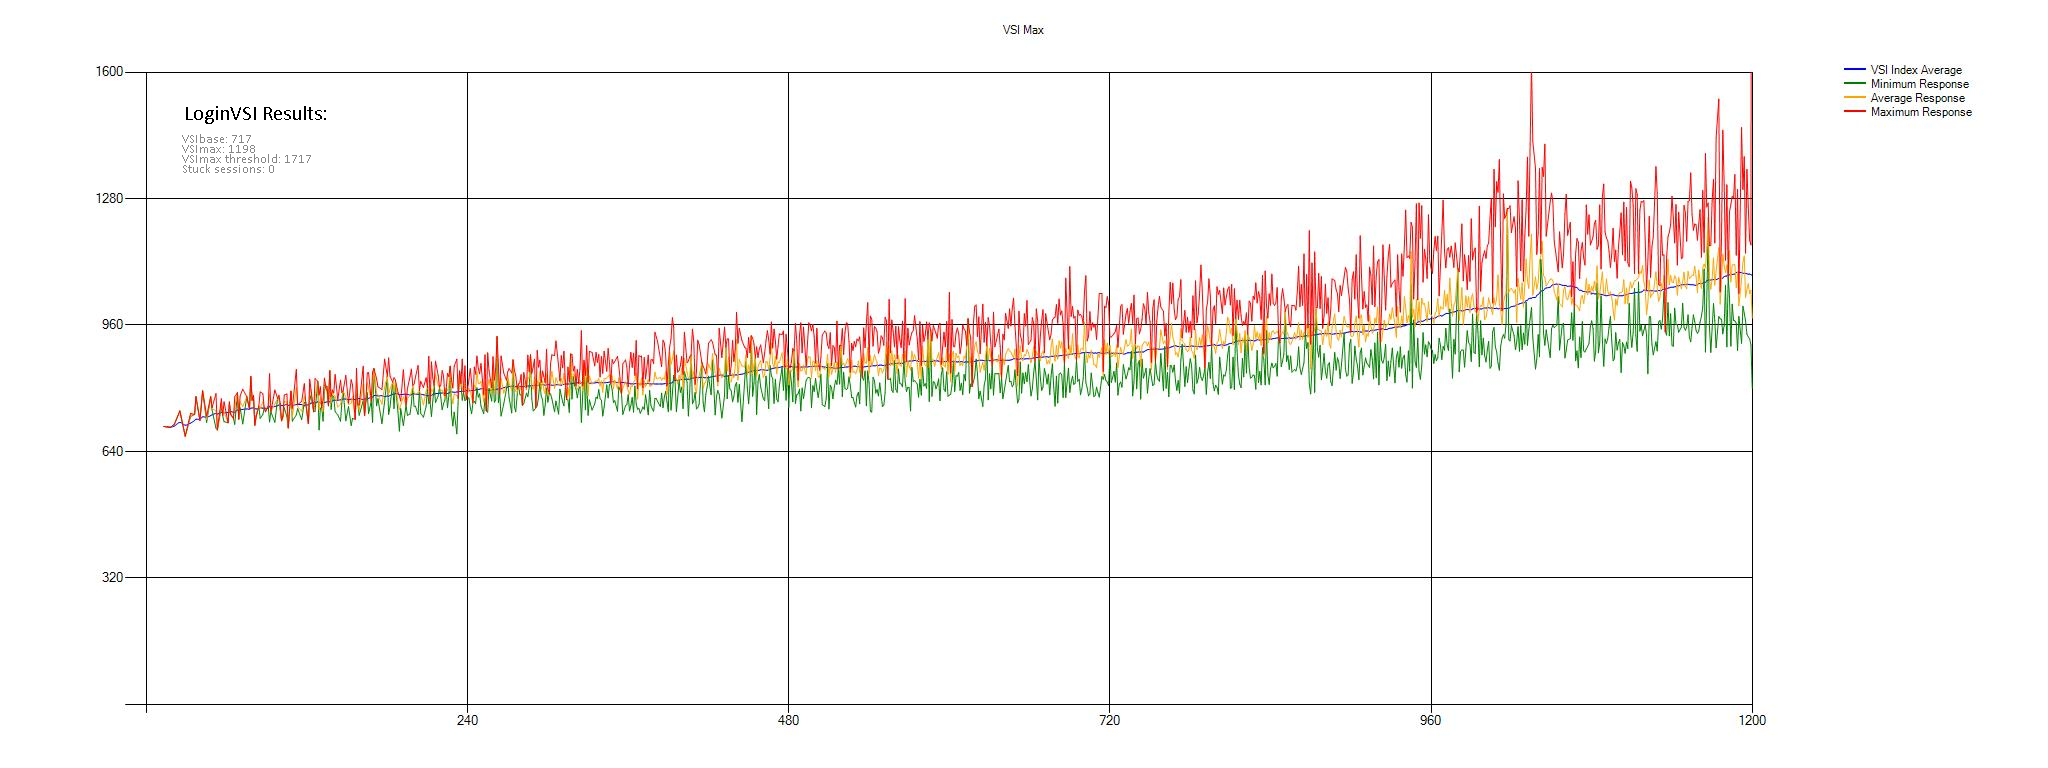 VSI Max
1600
1280
960
640
320
240
480
720
960
1200
LoginVSI Results:
VSIbase: 717
VSImax: 1198
VSImax threshold: 1717
Stuck sessions: 0
VSI Index Average
Minimum Response
Average Response
Maximum Response